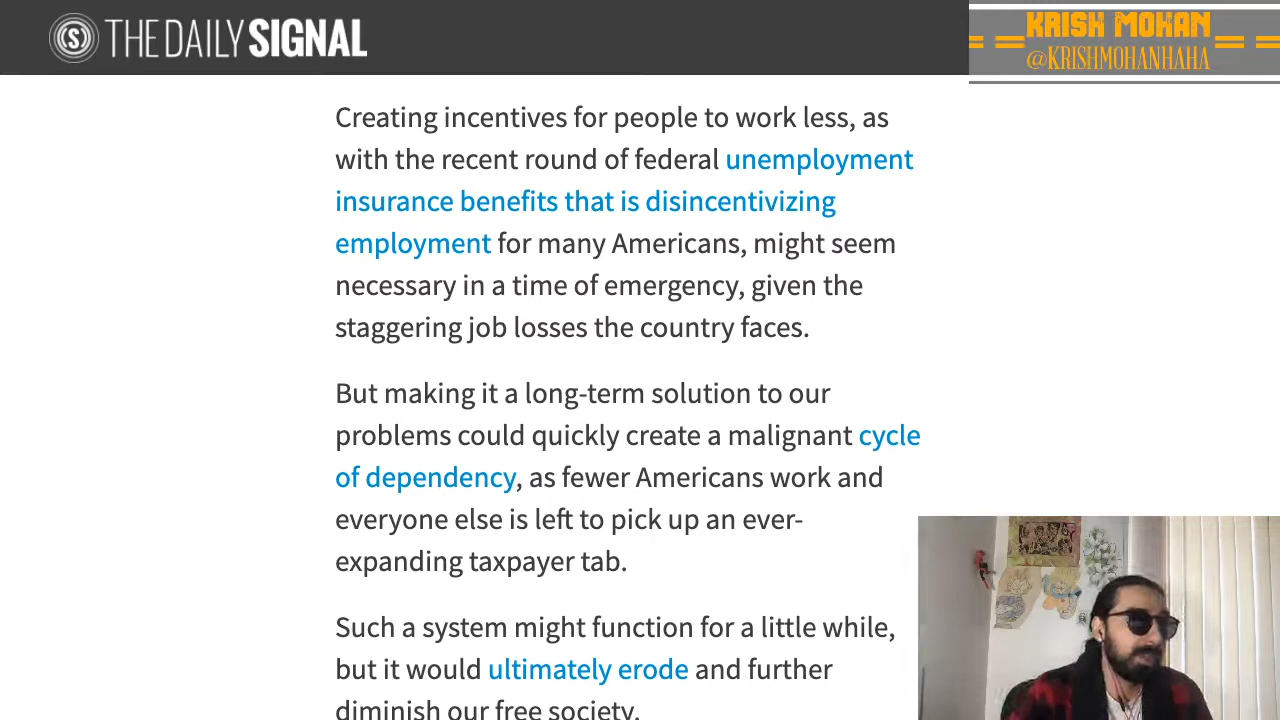 THE DAILY SIGNAL
KRISH MOHAN
@KRISHMOHANHAHA
Creating incentives for people to work less, as
with the recent round of federal unemployment
insurance benefits that is disincentivizing
employment for many Americans, might seem
necessary in a time of emergency, given the
staggering job losses the country faces.
But making it a long-term solution to our
problems could quickly create a malignant cycle
of dependency, as fewer Americans work and
everyone else is left to pick up an ever-
expanding taxpayer tab.
Such a system might function for a little while,
but it would ultimately erode and further
diminish our free society.